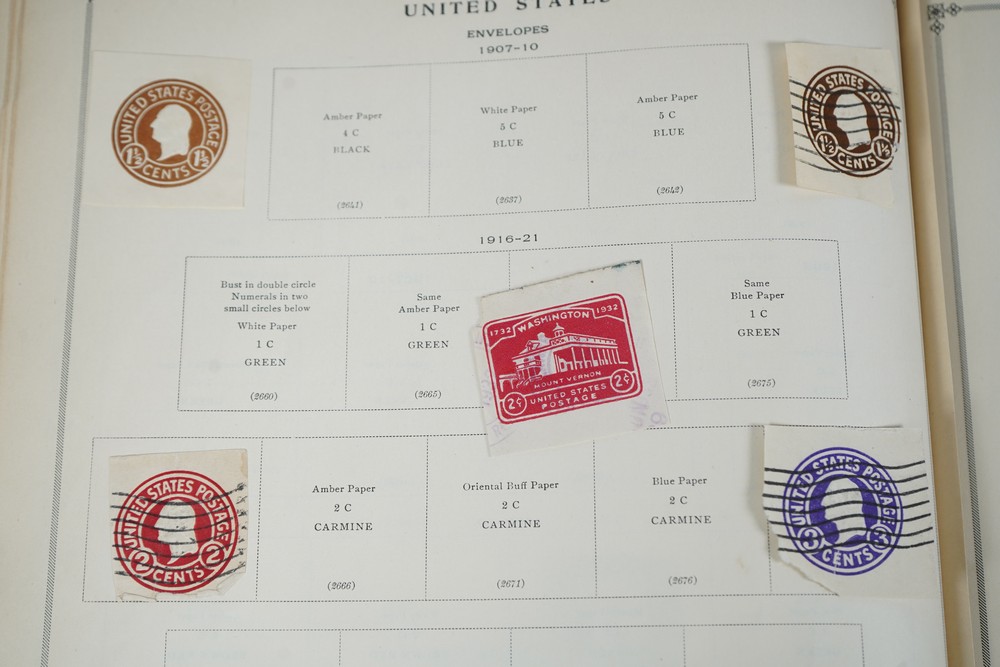 UNITED STATES
ENVELOPES
1907-10
UNITED STATES POSTAGE
1½ 1½
CENTS
Amber Paper
4 C
BLACK
(2641)
White Paper
5 C
BLUE
(2637)
Amber Paper
5 C
BLUE
(2642)
UNITED STATES POSTAGE
1½ 1½
CENTS
1916-21
Bust in double circle
Numerals in two
small circles below
White Paper
1 C
GREEN
(2660)
Same
Amber Paper
1 C
GREEN
(2665)
1732 WASHINGTON 1932
MOUNT VERNON
2¢ UNITED STATES 2¢
POSTAGE
Same
Blue Paper
1 C
GREEN
(2675)
UNITED STATES POSTAGE
2 2
CENTS
Amber Paper
2 C
CARMINE
(2666)
Oriental Buff Paper
2 C
CARMINE
(2671)
Blue Paper
2 C
CARMINE
(2676)
UNITED STATES POSTAGE
3 3
CENTS